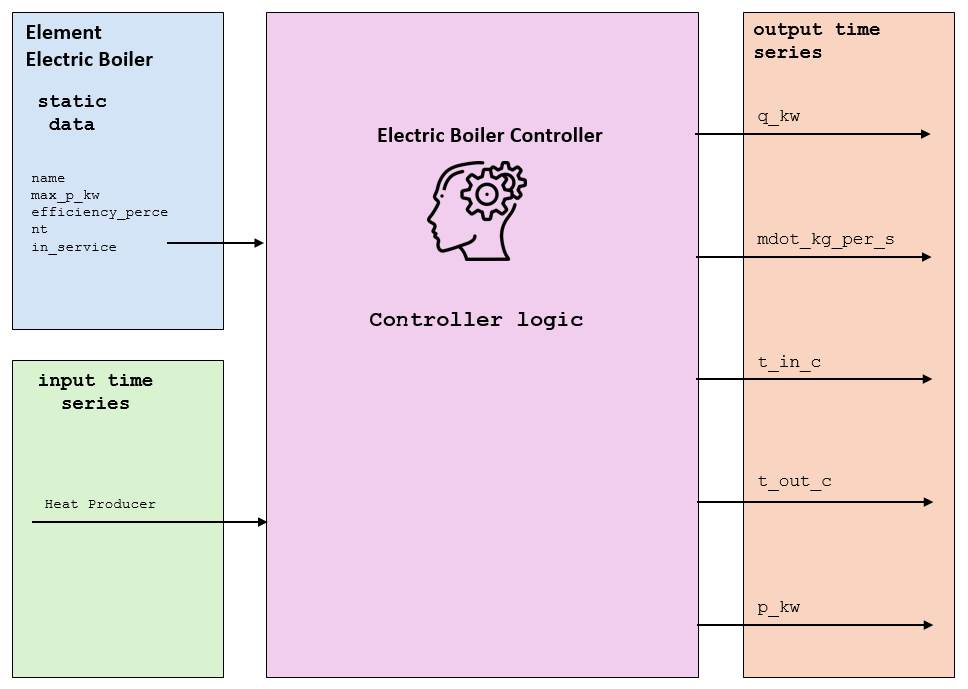 Element
Electric Boiler
static
data
name
max_p_kw
efficiency_perce
nt
in_service
input time
series
Heat Producer
Electric Boiler Controller
Controller logic
output time
series
q_kw
mdot_kg_per_s
t_in_c
t_out_c
p_kw